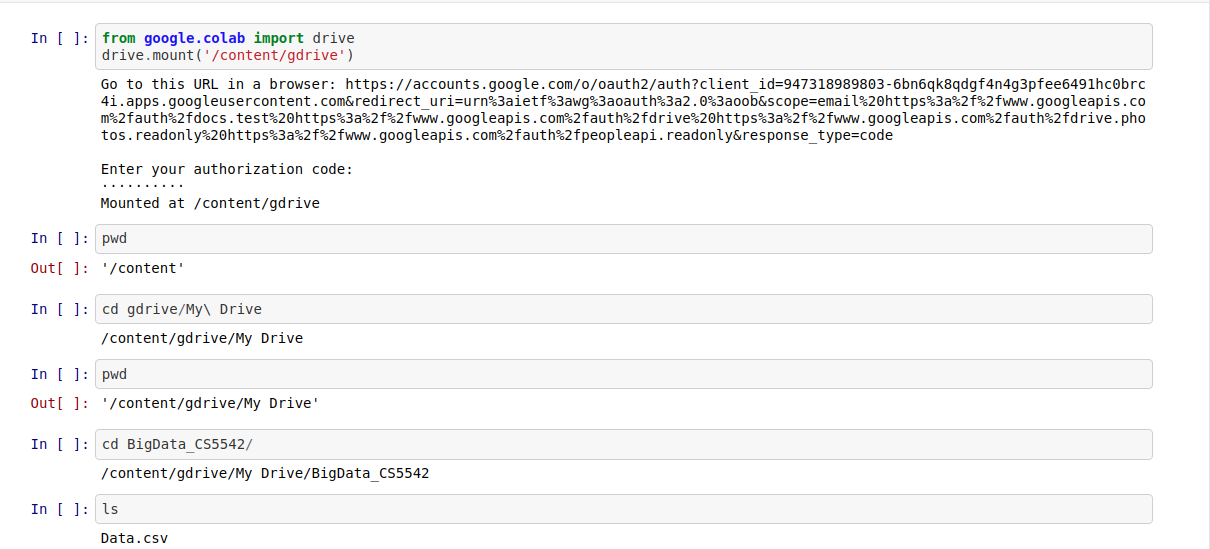 In [ ]: from google.colab import drive
drive.mount('/content/gdrive')
Go to this URL in a browser: https://accounts.google.com/o/oauth2/auth?client_id=947318989803-6bn6qk8qdgf4n4g3pfee6491hc0brc
4i.apps.googleusercontent.com&redirect_uri=urn%3aietf%3awg%3aoauth%3a2.0%3aoob&scope=email%20https%3a%2f%2fwww.googleapis.co
m%2fauth%2fdocs.test%20https%3a%2f%2fwww.googleapis.com%2fauth%2fdrive%20https%3a%2f%2fwww.googleapis.com%2fauth%2fdrive.pho
tos.readonly%20https%3a%2f%2fwww.googleapis.com%2fauth%2fpeopleapi.readonly&response_type=code
Enter your authorization code:
··········
Mounted at /content/gdrive
In [ ]: pwd
Out[ ]: '/content'
In [ ]: cd gdrive/My\ Drive
/content/gdrive/My Drive
In [ ]: pwd
Out[ ]: '/content/gdrive/My Drive'
In [ ]: cd BigData_CS5542/
/content/gdrive/My Drive/BigData_CS5542
In [ ]: ls
Data.csv